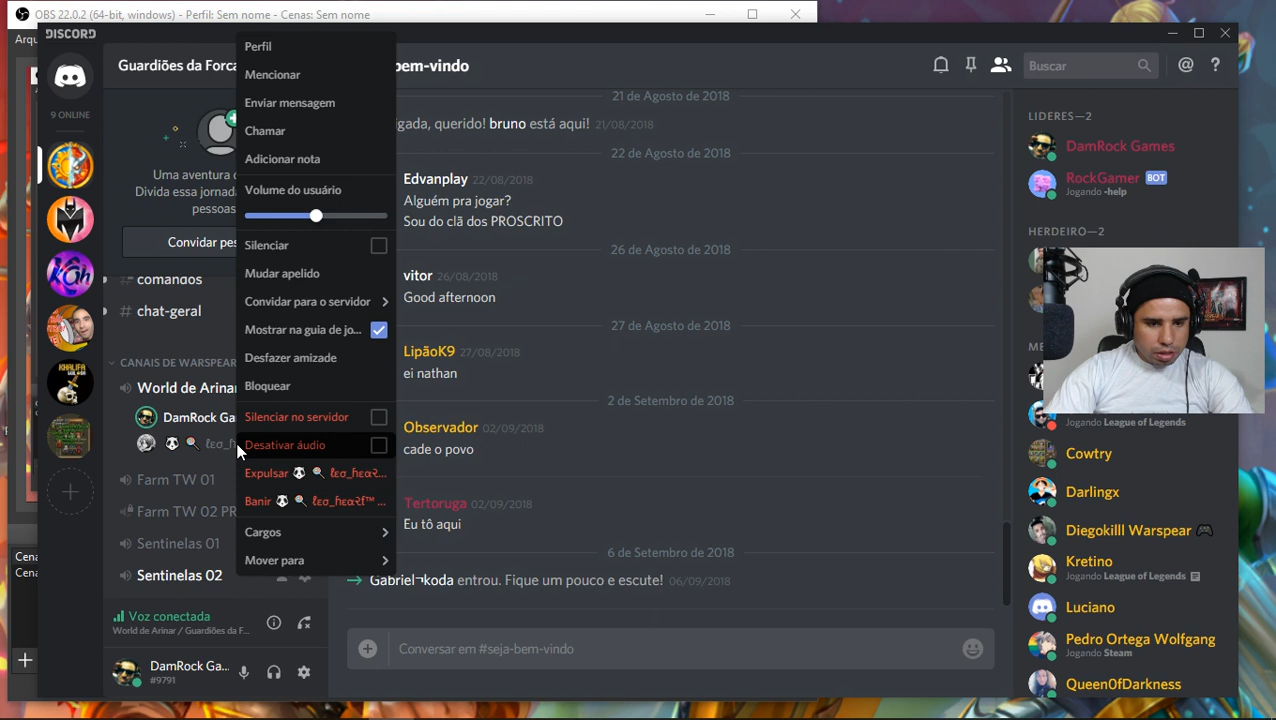 OBS 22.0.2 (64-bit, windows) - Perfil: Sem nome - Cenas: Sem nome
Arqu
DISCORD
9 ONLINE
Guardiões da Forca
Uma aventura
Divida essa jornada
pessoas
Convidar pes
comandos
# chat-geral
CANAIS DE WARSPEAR
World de Arinar
DamRock Ga
Farm TW 01
Farm TW 02 PR
Sentinelas 01
Sentinelas 02
Voz conectada
World de Arinar / Guardiões da F...
DamRock Ga...
#9791
Cena
Cena
Perfil
Mencionar
Enviar mensagem
Chamar
Adicionar nota
Volume do usuário
Silenciar
Mudar apelido
Convidar para o servidor
Mostrar na guia de jo...
Desfazer amizade
Bloquear
Silenciar no servidor
Desativar áudio
Expulsar
Banir
Cargos
Mover para
bem-vindo
Buscar
21 de Agosto de 2018
gada, querido! bruno está aqui! 21/08/2018
22 de Agosto de 2018
Edvanplay 22/08/2018
Alguém pra jogar?
Sou do clã dos PROSCRITO
26 de Agosto de 2018
vitor 26/08/2018
Good afternoon
27 de Agosto de 2018
LipãoK9 27/08/2018
ei nathan
2 de Setembro de 2018
Observador 02/09/2018
cade o povo
Tertoruga 02/09/2018
Eu tô aqui
6 de Setembro de 2018
Gabriel¬koda entrou. Fique um pouco e escute! 06/09/2018
Conversar em #seja-bem-vindo
LIDERES—2
DamRock Games
RockGamer BOT
Jogando -help
HERDEIRO—2
ME
Jogando League of Legends
Cowtry
Darlingx
Diegokilll Warspear
Kretino
Jogando League of Legends
Luciano
Pedro Ortega Wolfgang
Jogando Steam
Queen0fDarkness